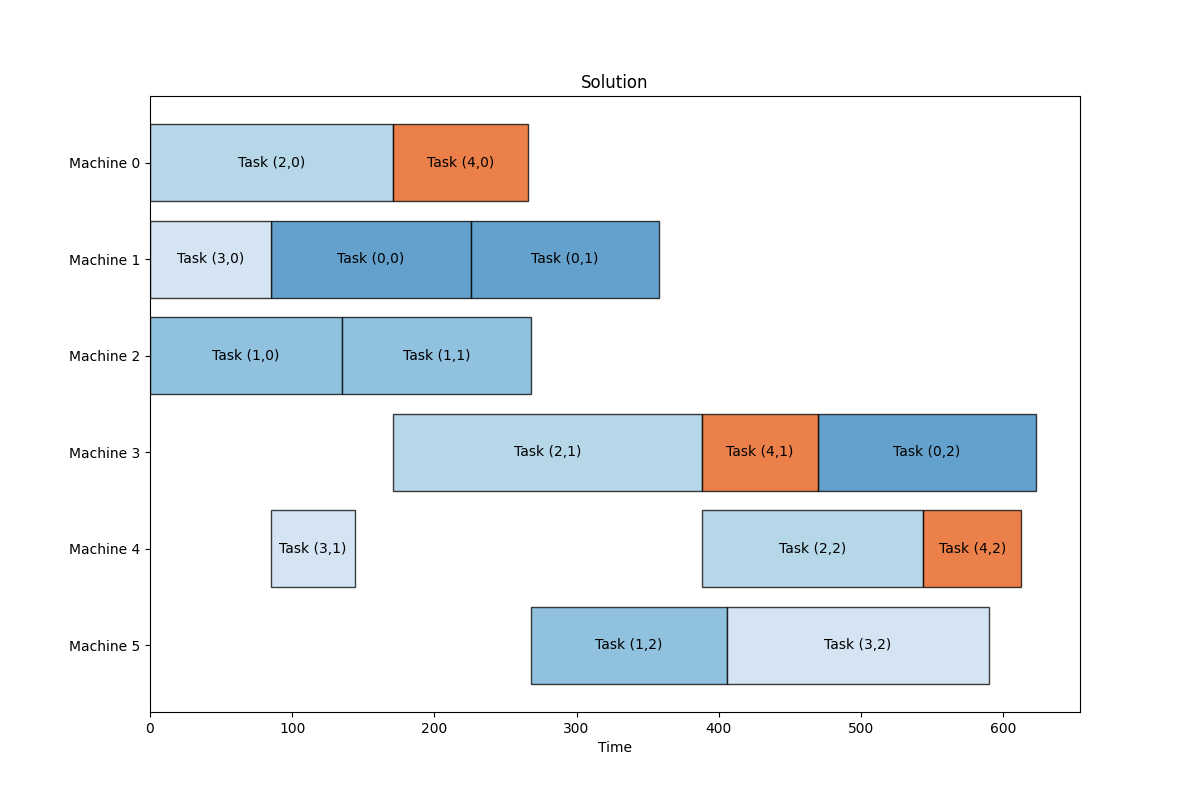 Solution
Machine 0
Task (2,0)
Task (4,0)
Machine 1
Task (3,0)
Task (0,0)
Task (0,1)
Machine 2
Task (1,0)
Task (1,1)
Machine 3
Task (2,1)
Task (4,1)
Task (0,2)
Machine 4
Task (3,1)
Task (2,2)
Task (4,2)
Machine 5
Task (1,2)
Task (3,2)
0 100 200 300 400 500 600
Time